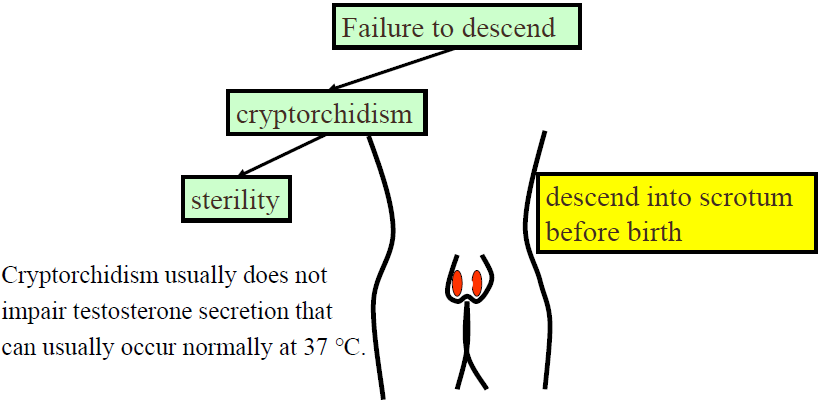 Failure to descend
cryptorchidism
sterility
descend into scrotum
before birth
Cryptorchidism usually does not
impair testosterone secretion that
can usually occur normally at 37 °C.